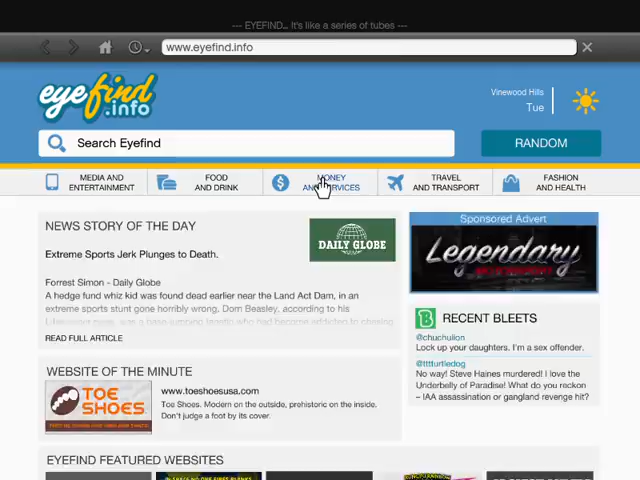 --- EYEFIND... It's like a series of tubes ---
www.eyefind.info
eyefind
.info
Vinewood Hills
Tue
Search Eyefind
RANDOM
MEDIA AND
ENTERTAINMENT
FOOD
AND DRINK
MONEY
AND SERVICES
TRAVEL
AND TRANSPORT
FASHION
AND HEALTH
NEWS STORY OF THE DAY
DAILY GLOBE
Extreme Sports Jerk Plunges to Death.
Forrest Simon - Daily Globe
A hedge fund whiz kid was found dead earlier near the Land Act Dam, in an
extreme sports stunt gone horribly wrong. Dom Beasley, according to his
READ FULL ARTICLE
Sponsored Advert
Legendary
RECENT BLEETS
@chuchulion
Lock up your daughters. I'm a sex offender.
@tttturtledog
No way! Steve Haines murdered! I love the
Underbelly of Paradise! What do you reckon
– IAA assassination or gangland revenge hit?
WEBSITE OF THE MINUTE
TOE
SHOES
www.toeshoesusa.com
Toe Shoes. Modern on the outside, prehistoric on the inside.
Don't judge a foot by its cover.
EYEFIND FEATURED WEBSITES